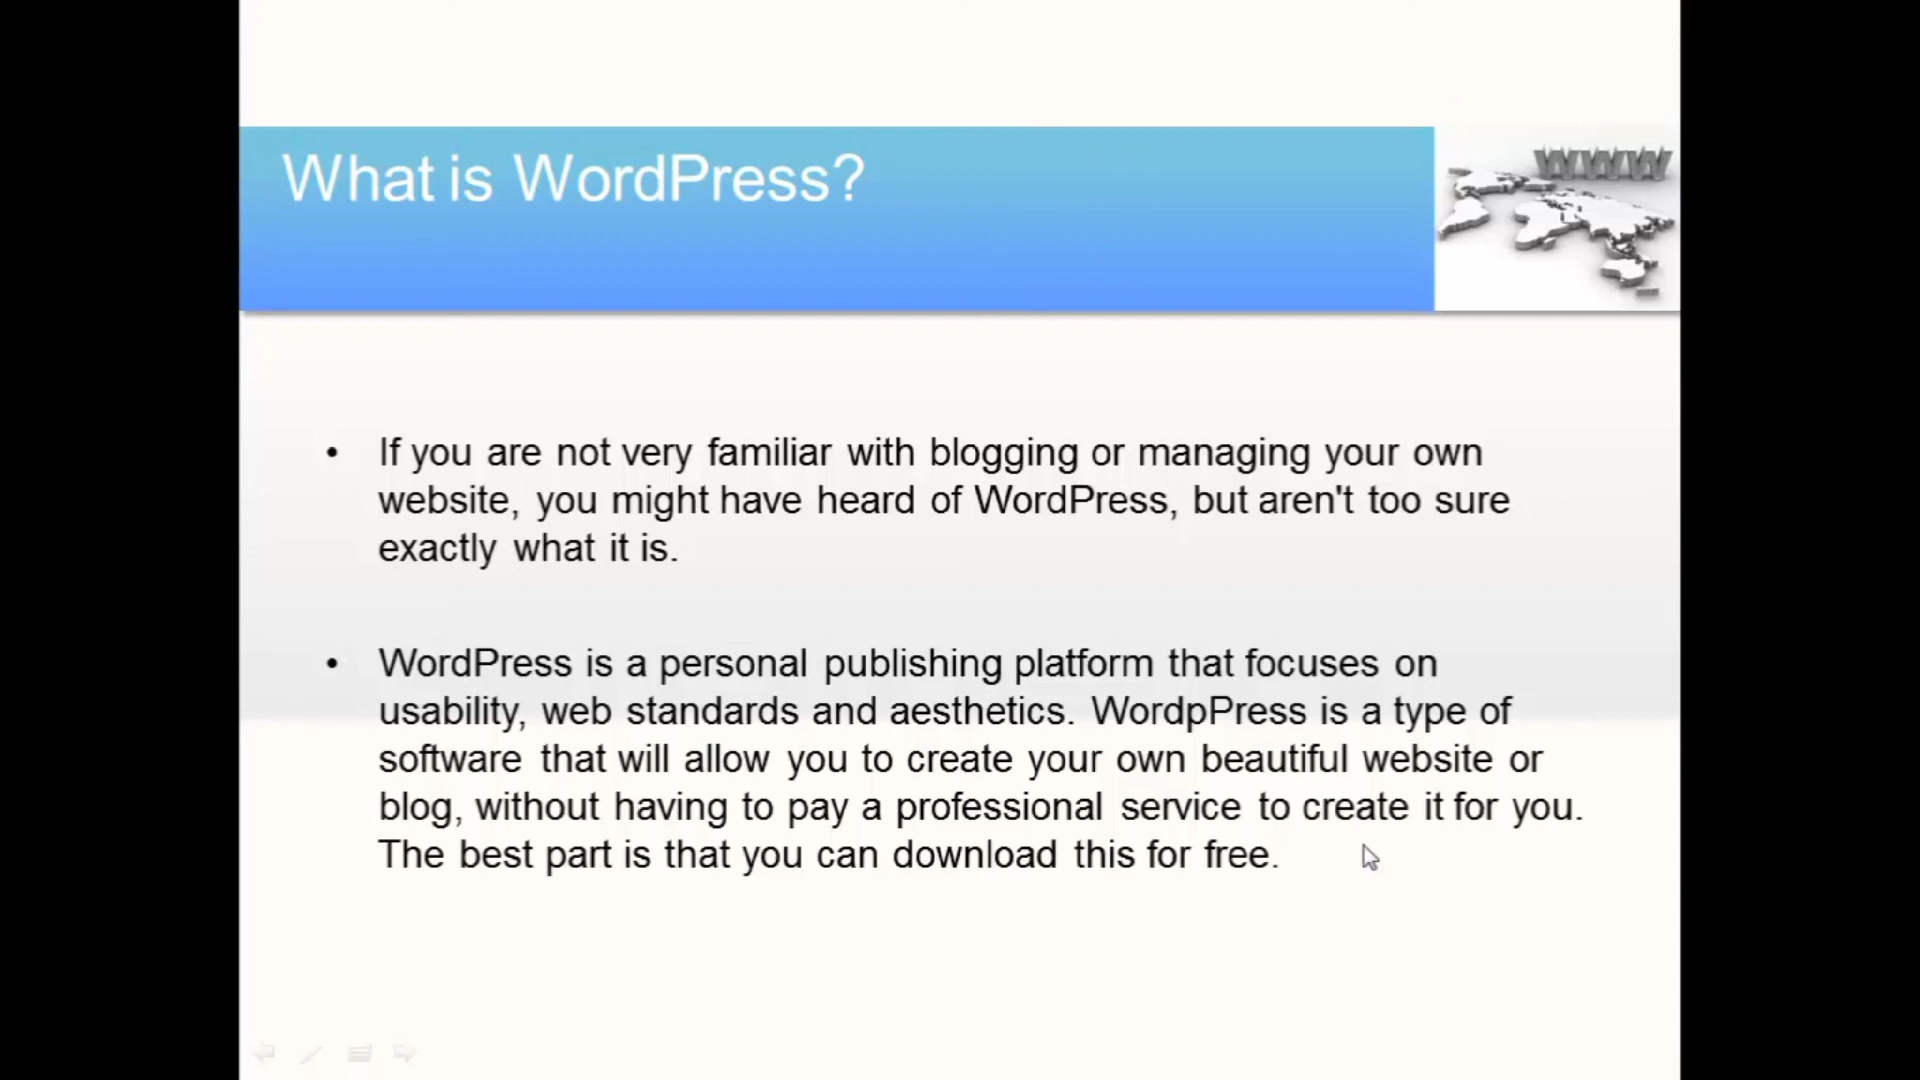 What is WordPress?
WWW
• If you are not very familiar with blogging or managing your own
website, you might have heard of WordPress, but aren't too sure
exactly what it is.
• WordPress is a personal publishing platform that focuses on
usability, web standards and aesthetics. WordpPress is a type of
software that will allow you to create your own beautiful website or
blog, without having to pay a professional service to create it for you.
The best part is that you can download this for free.